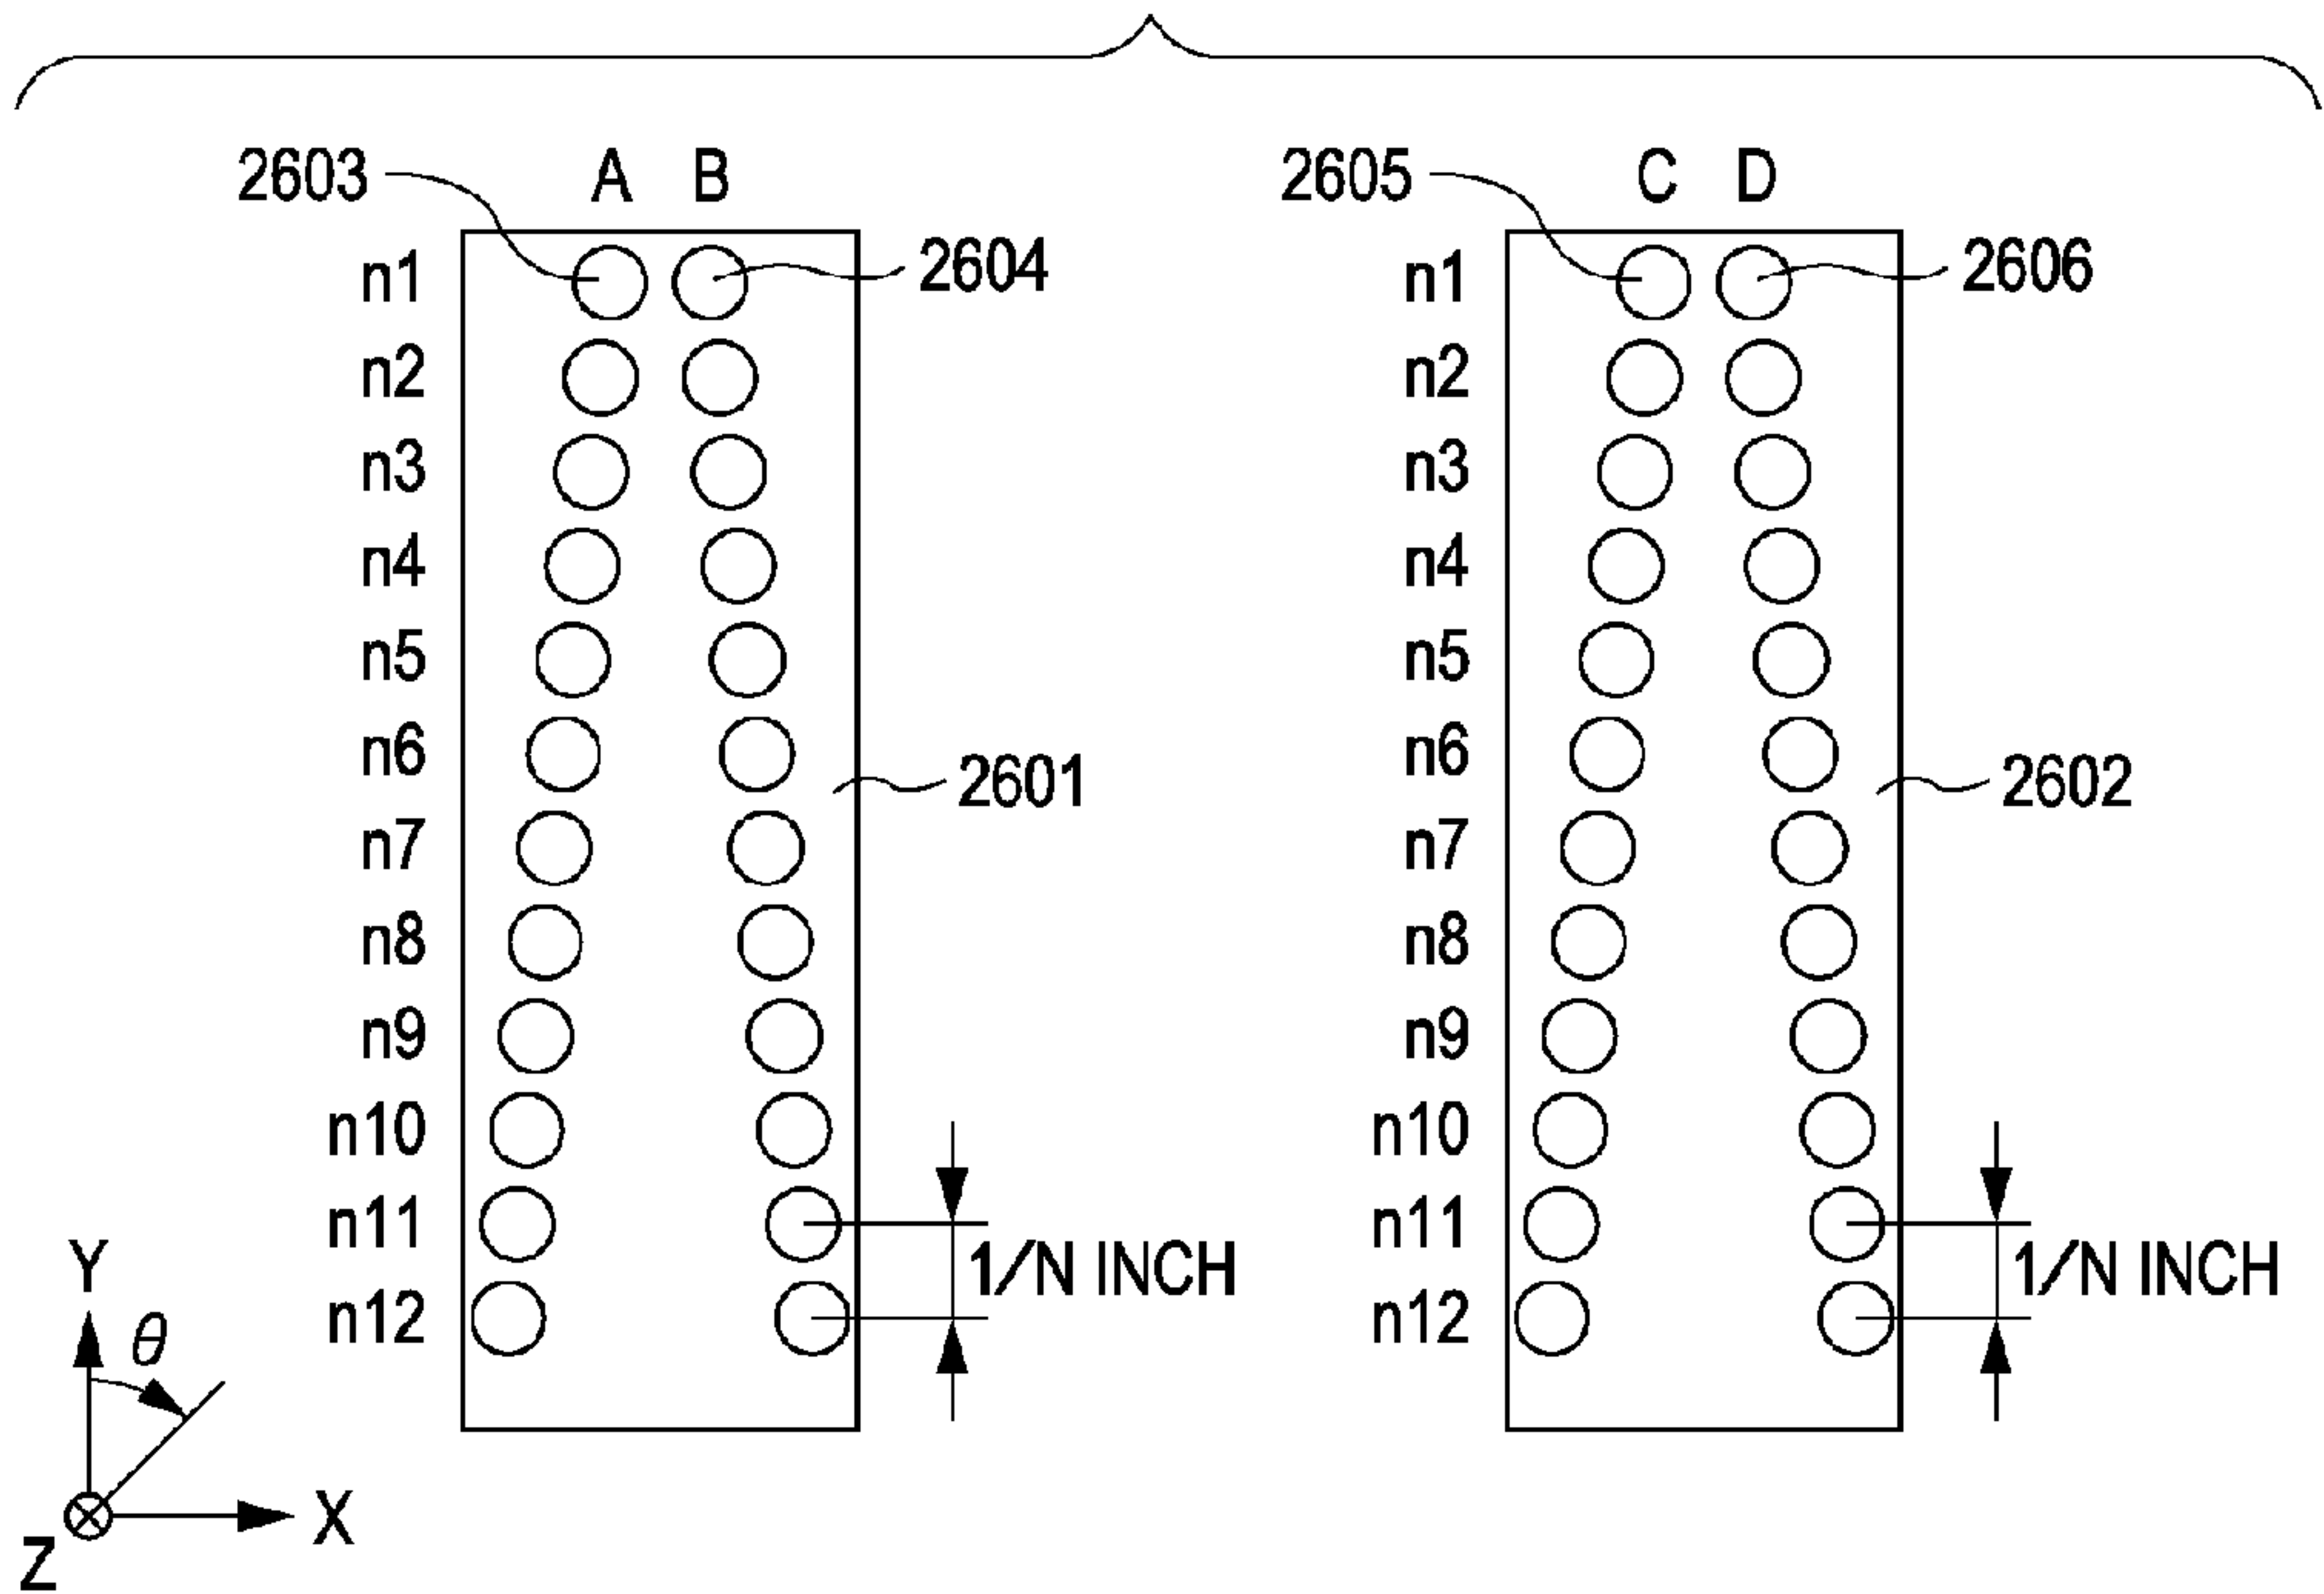 2603 A B 2605 C D
n1 2604 n1 2606
n2 n2
n3 n3
n4 n4
n5 n5
n6 2601 n6 2602
n7 n7
n8 n8
n9 n9
n10 n10
n11 n11
1/N INCH 1/N INCH
n12 n12
Y
θ
X
Z